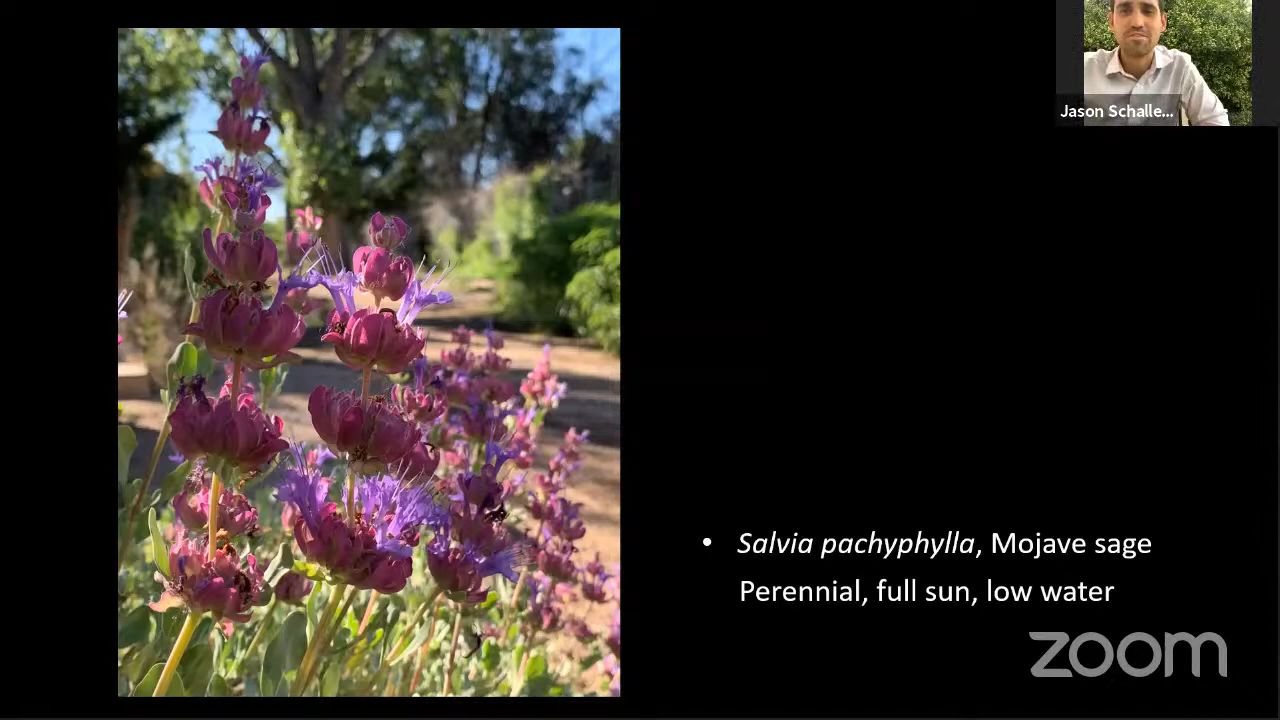 Jason Schalle...
• Salvia pachyphylla, Mojave sage
Perennial, full sun, low water
zoom